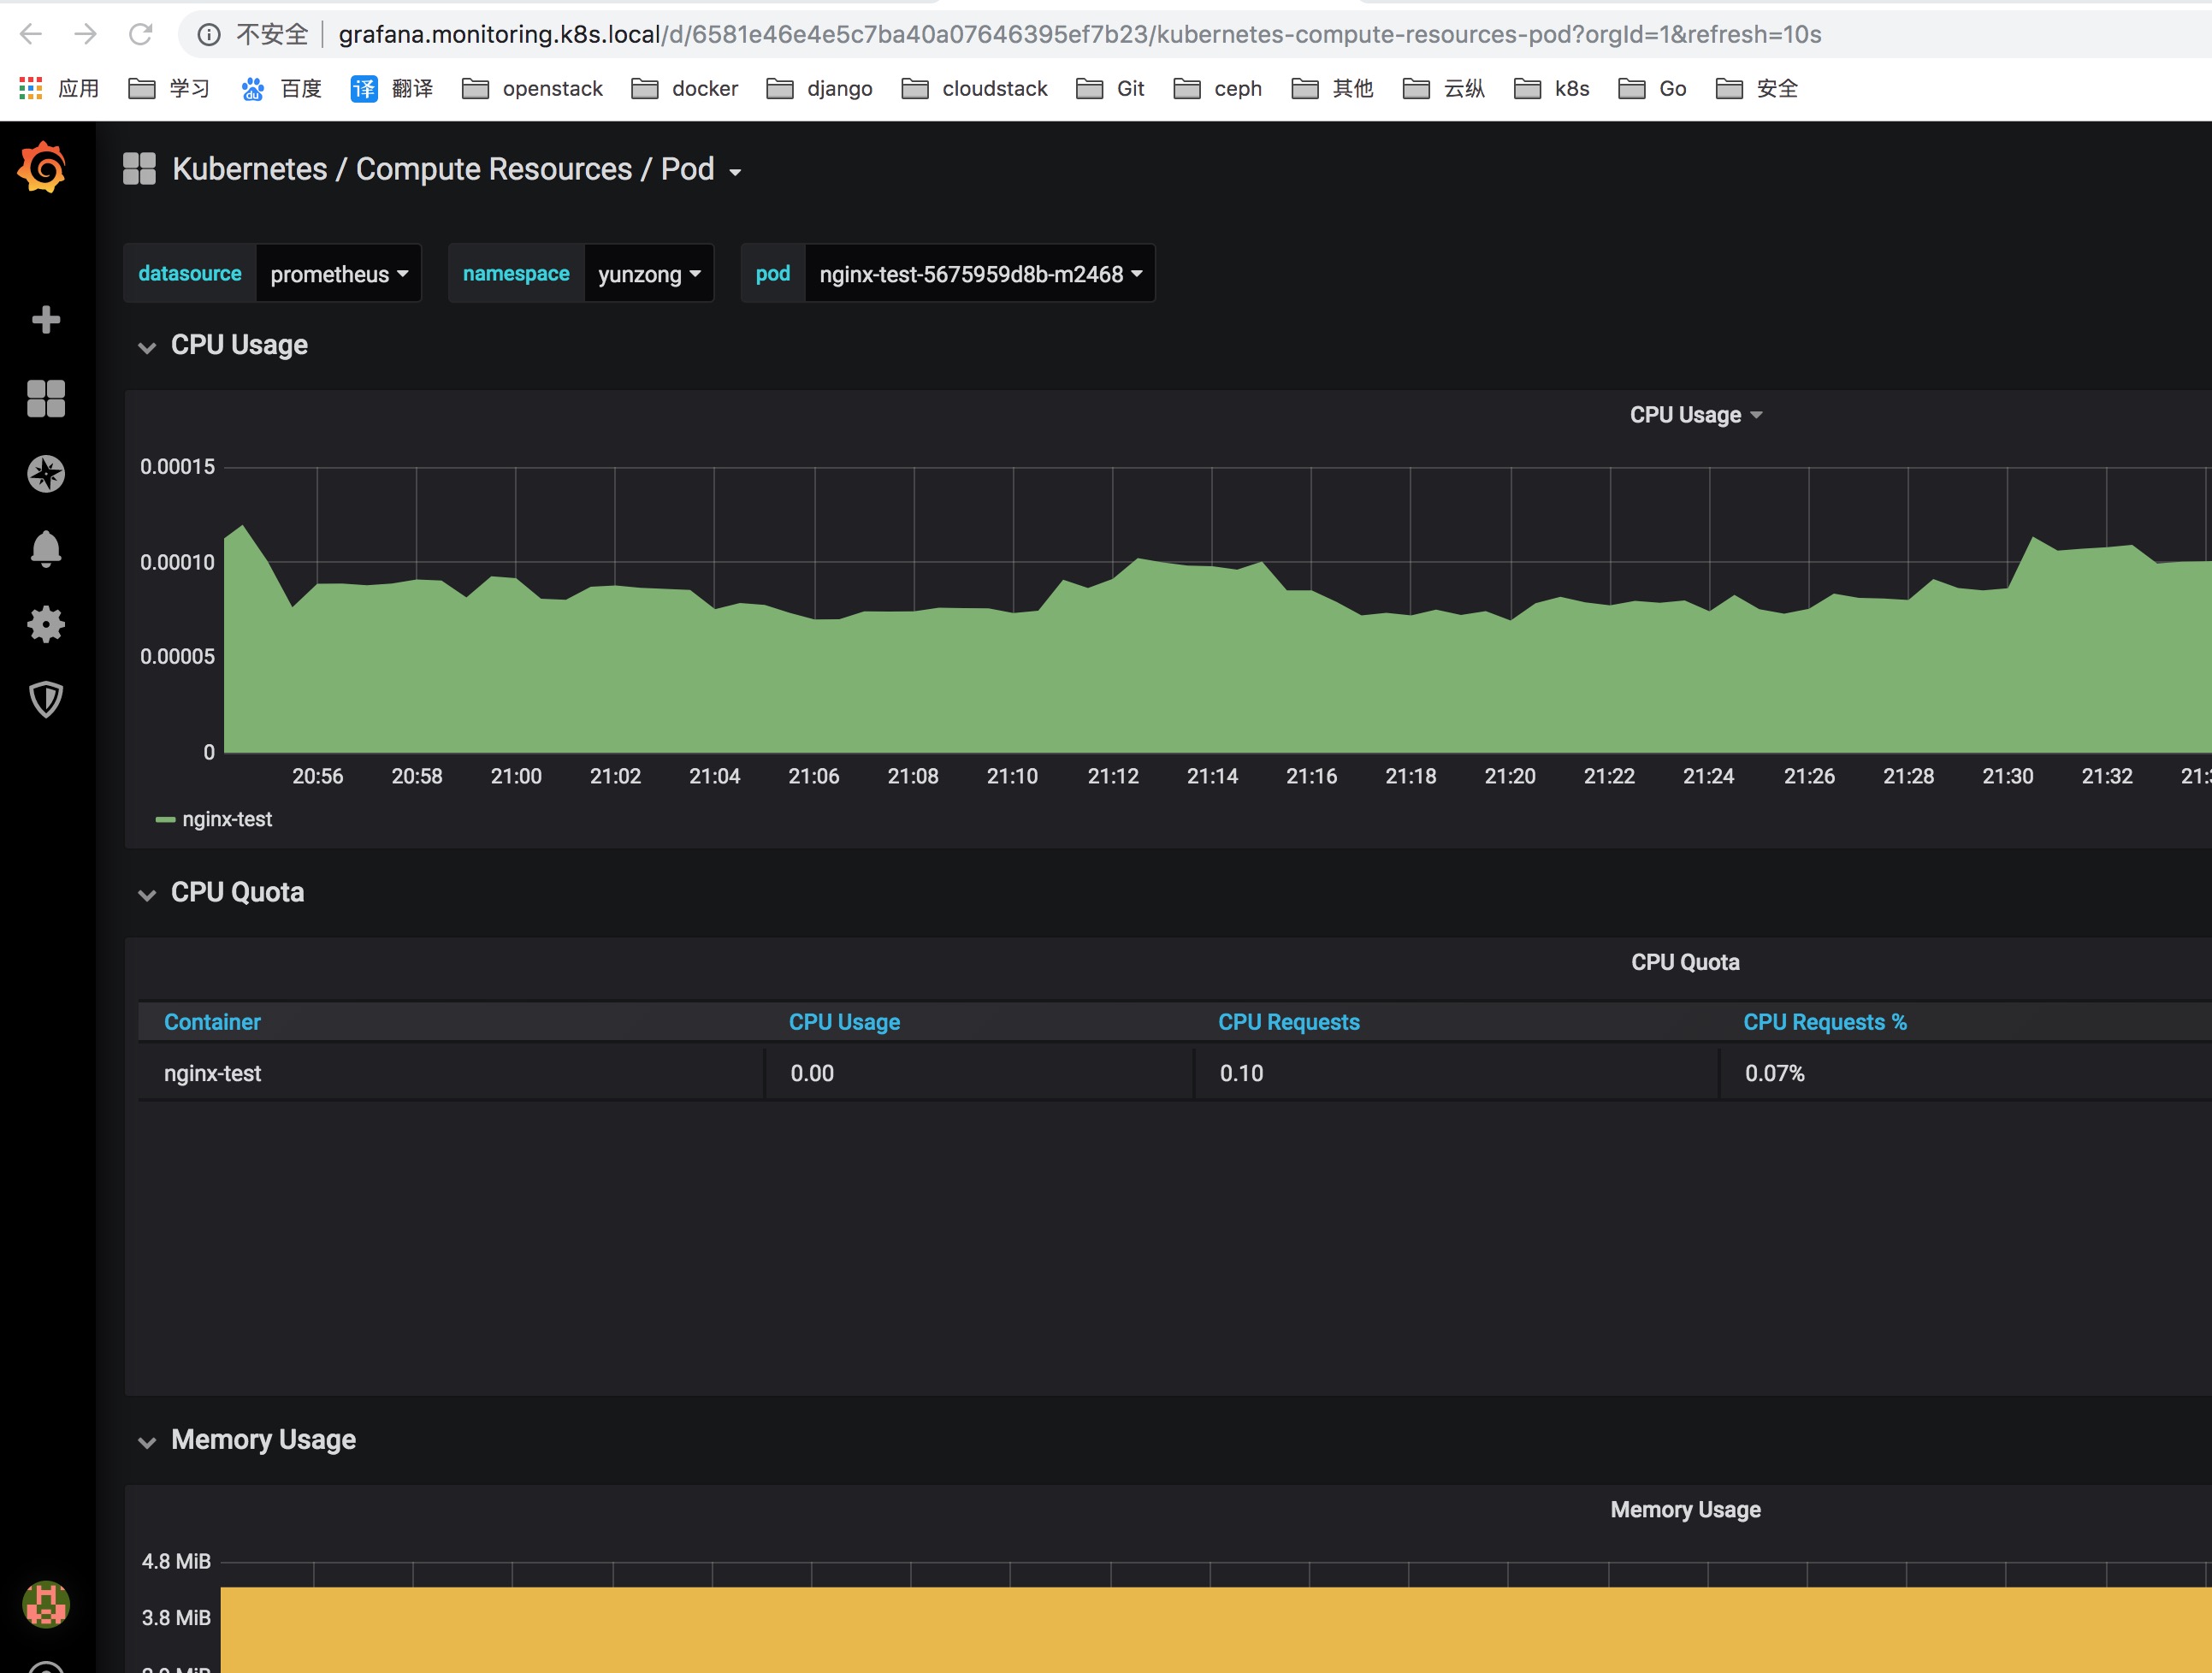 不安全 grafana.monitoring.k8s.local/d/6581e46e4e5c7ba40a07646395ef7b23/kubernetes-compute-resources-pod?orgId=1&refresh=10s
应用 学习 百度 译 翻译 openstack docker django cloudstack Git ceph 其他 云纵 k8s Go 安全
Kubernetes / Compute Resources / Pod
datasource prometheus namespace yunzong pod nginx-test-5675959d8b-m2468
CPU Usage
CPU Usage
0.00015
0.00010
0.00005
0
20:56 20:58 21:00 21:02 21:04 21:06 21:08 21:10 21:12 21:14 21:16 21:18 21:20 21:22 21:24 21:26 21:28 21:30 21:32
nginx-test
CPU Quota
CPU Quota
Container CPU Usage CPU Requests CPU Requests %
nginx-test 0.00 0.10 0.07%
Memory Usage
Memory Usage
4.8 MiB
3.8 MiB